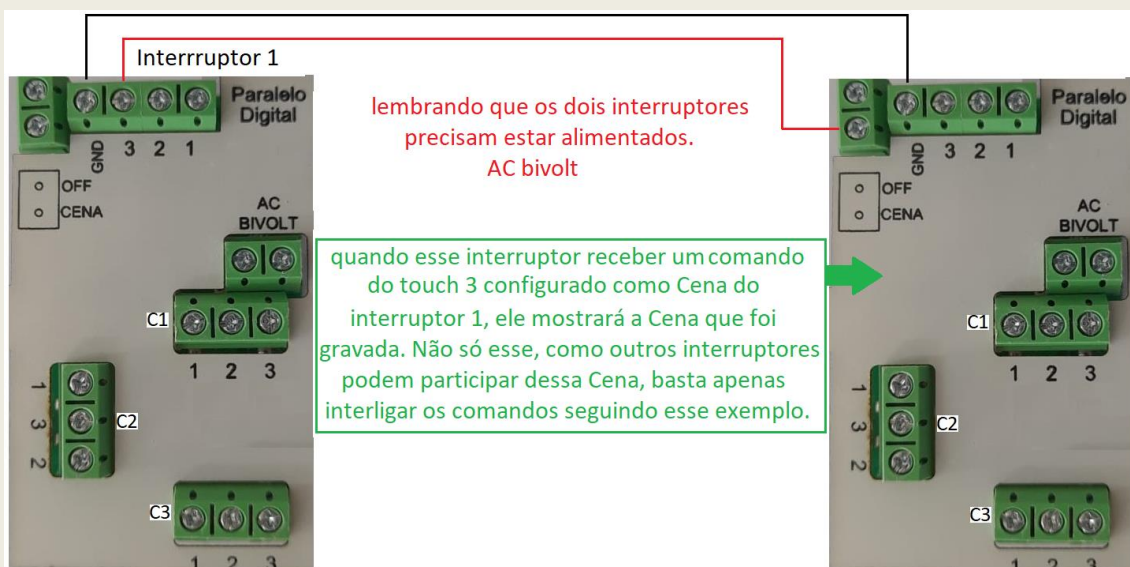 Interrruptor 1
Paralelo
Digital
GND 3 2 1
OFF
CENA
AC
BIVOLT
C1
1 2 3
1
3
2
C2
C3
1 2 3
lembrando que os dois interruptores
precisam estar alimentados.
AC bivolt
quando esse interruptor receber um comando
do touch 3 configurado como Cena do
interruptor 1, ele mostrará a Cena que foi
gravada. Não só esse, como outros interruptores
podem participar dessa Cena, basta apenas
interligar os comandos seguindo esse exemplo.
Paralelo
Digital
GND 3 2 1
OFF
CENA
AC
BIVOLT
C1
1 2 3
1
3
2
C2
C3
1 2 3